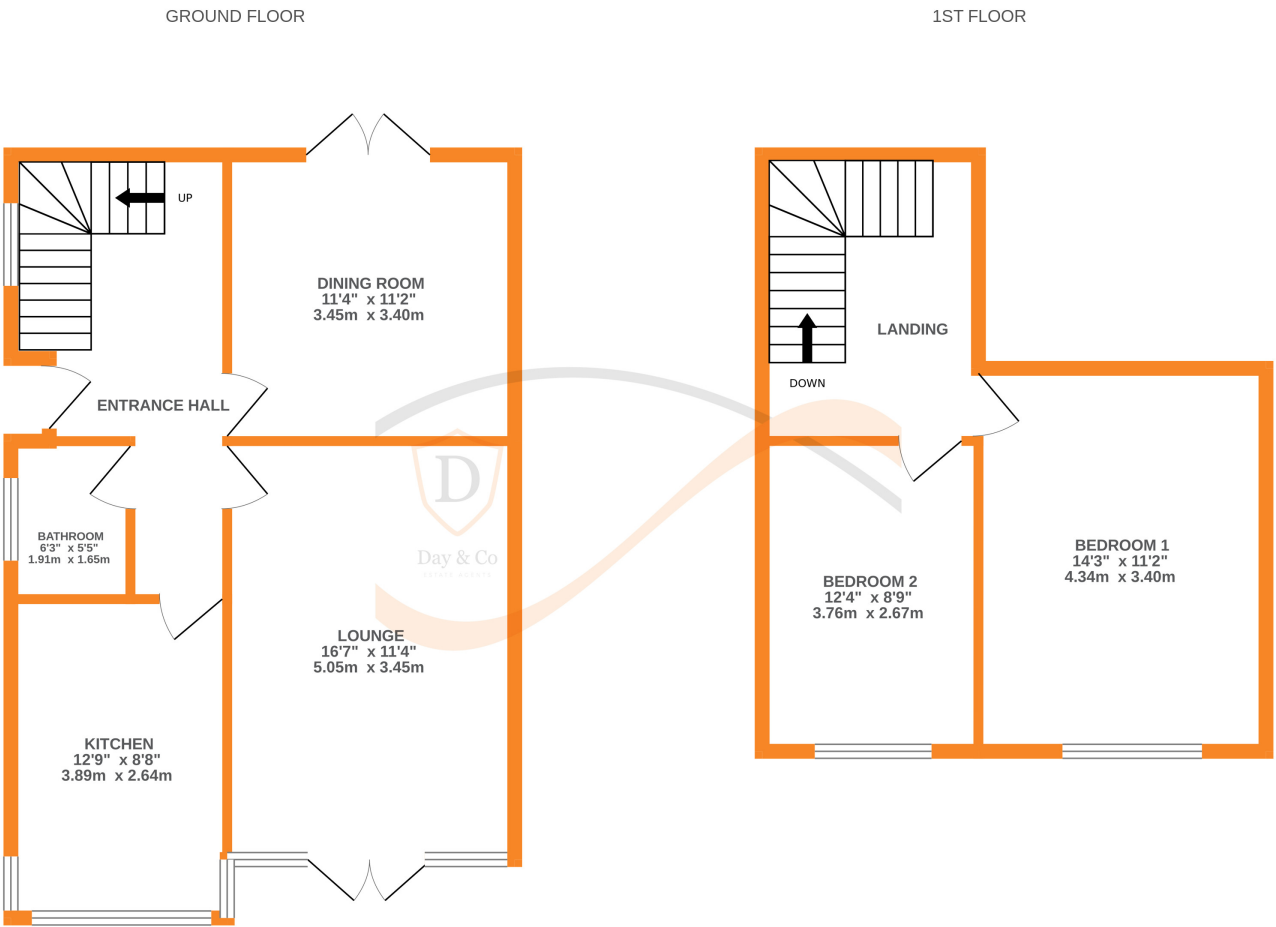 GROUND FLOOR
1ST FLOOR
UP
DINING ROOM
11'4" x 11'2"
3.45m x 3.40m
ENTRANCE HALL
BATHROOM
6'3" x 5'5"
1.91m x 1.65m
LOUNGE
16'7" x 11'4"
5.05m x 3.45m
KITCHEN
12'9" x 8'8"
3.89m x 2.64m
D
Day & Co
ESTATE AGENTS
LANDING
DOWN
BEDROOM 1
14'3" x 11'2"
4.34m x 3.40m
BEDROOM 2
12'4" x 8'9"
3.76m x 2.67m